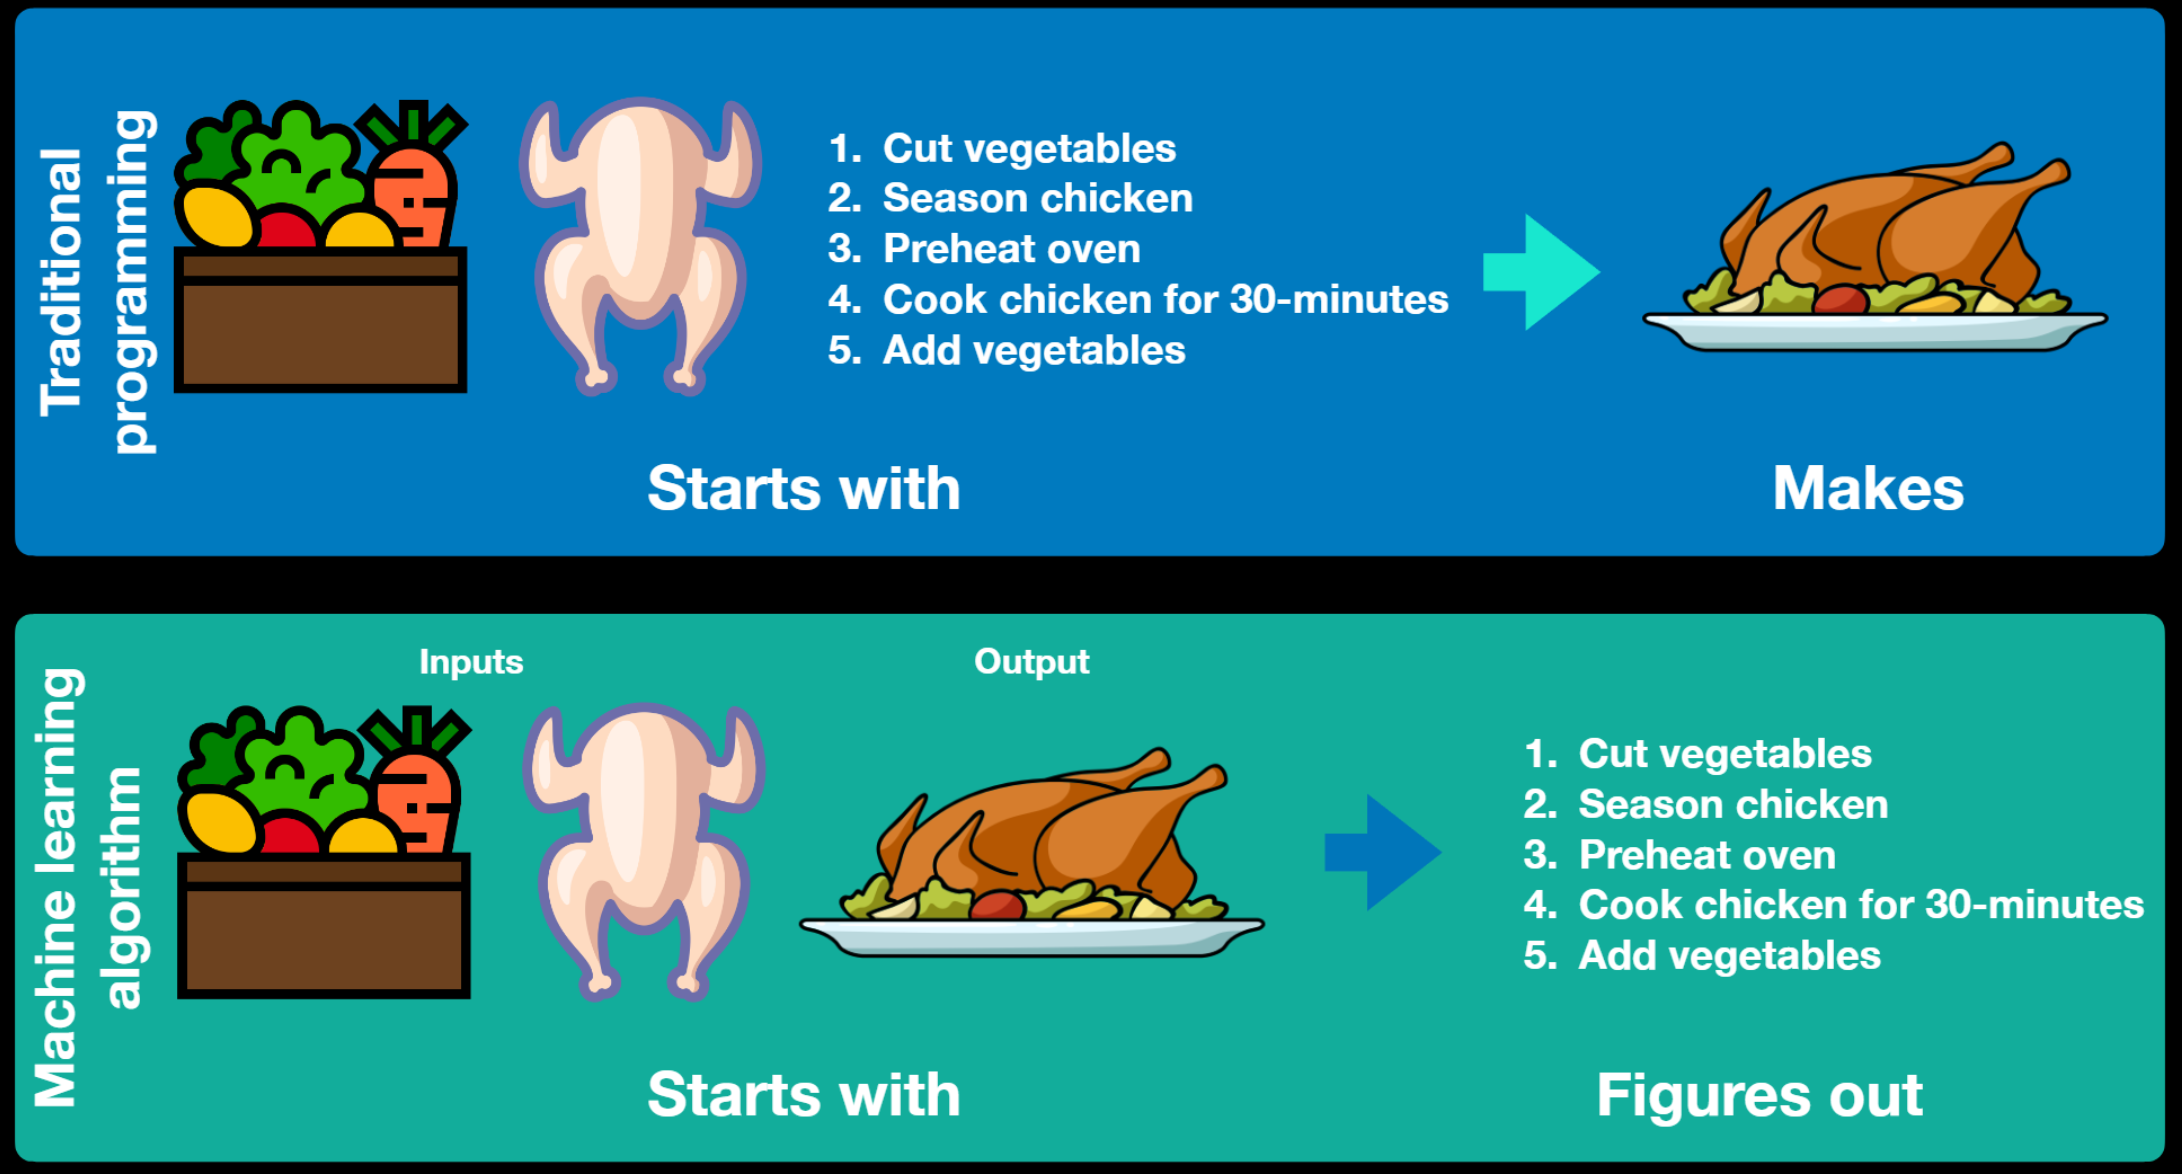 Traditional
programming
1. Cut vegetables
2. Season chicken
3. Preheat oven
4. Cook chicken for 30-minutes
5. Add vegetables
Starts with
Makes
Machine learning
algorithm
Inputs
Output
1. Cut vegetables
2. Season chicken
3. Preheat oven
4. Cook chicken for 30-minutes
5. Add vegetables
Starts with
Figures out